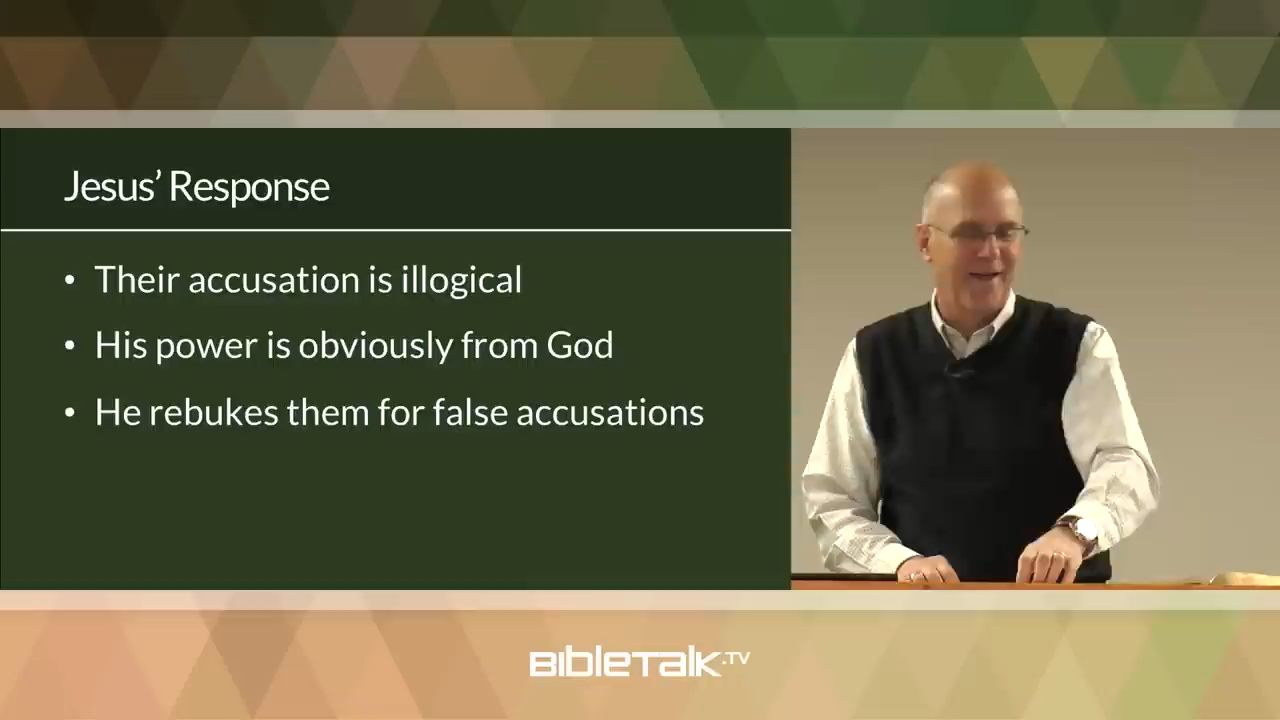 Jesus’ Response
• Their accusation is illogical
• His power is obviously from God
• He rebukes them for false accusations
BIBLETALK.TV